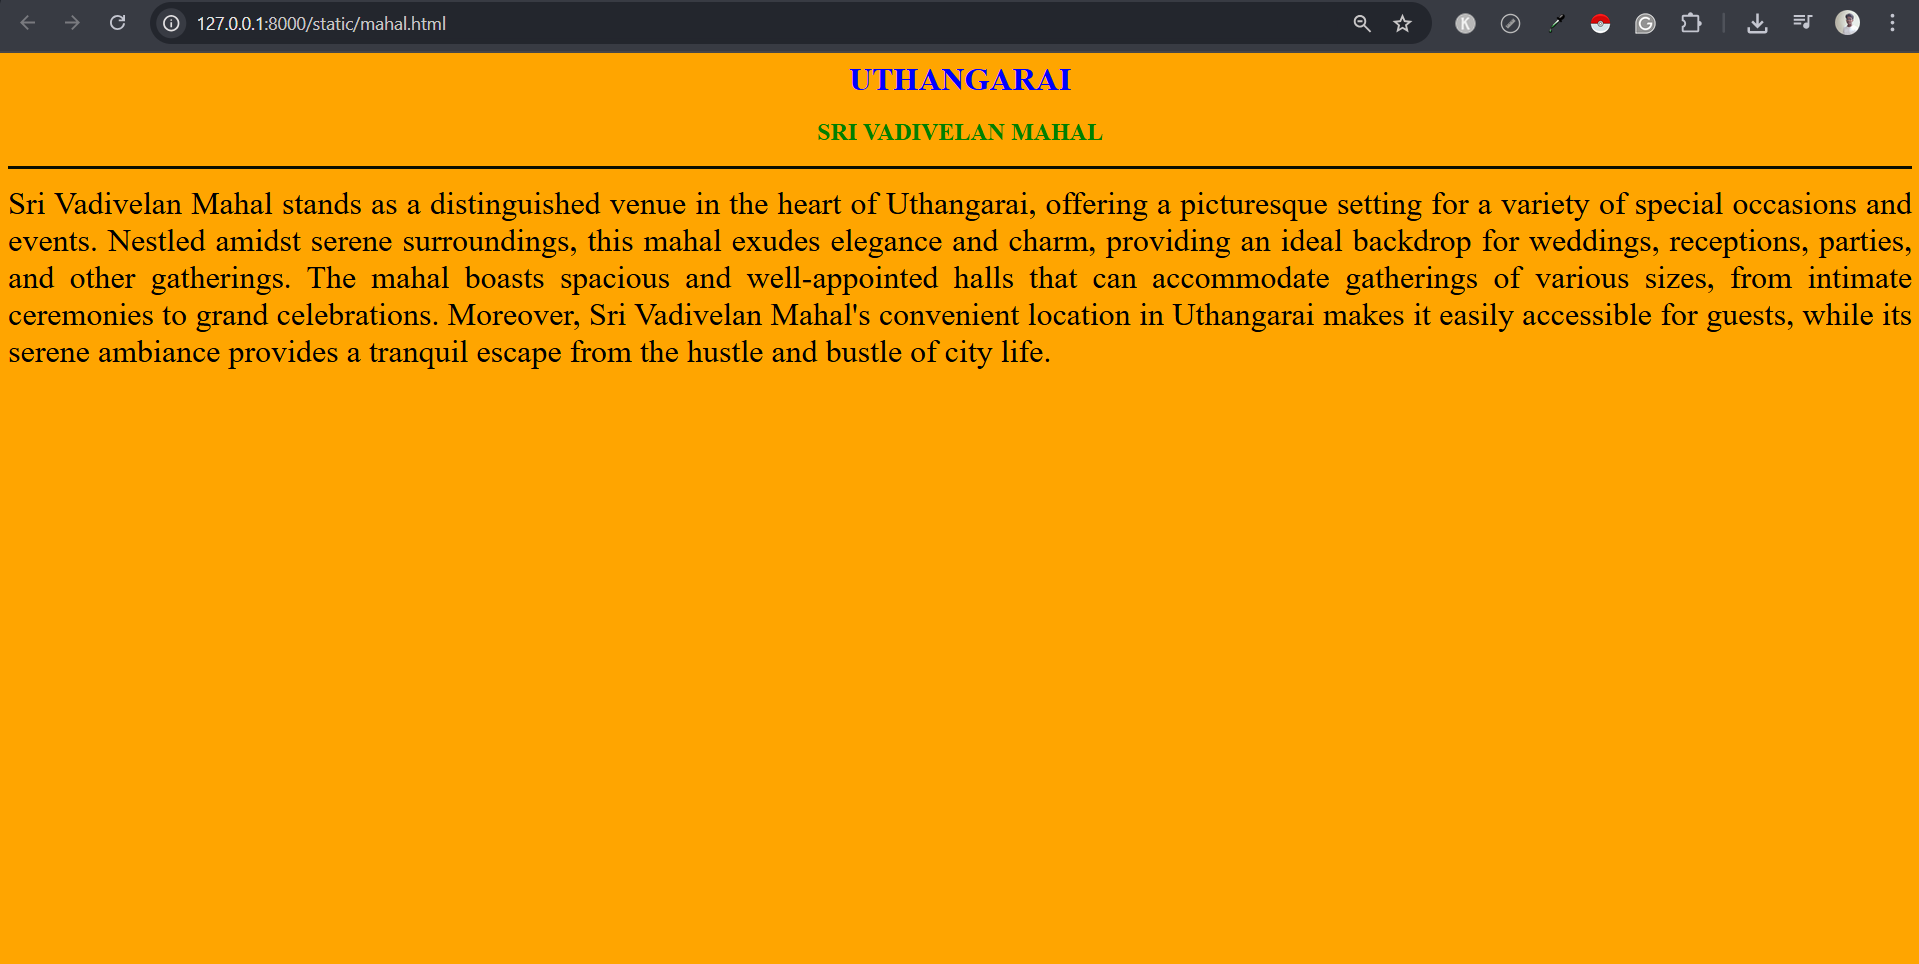 127.0.0.1:8000/static/mahal.html
K
G
UTHANGARAI
SRI VADIVELAN MAHAL
Sri Vadivelan Mahal stands as a distinguished venue in the heart of Uthangarai, offering a picturesque setting for a variety of special occasions and
events. Nestled amidst serene surroundings, this mahal exudes elegance and charm, providing an ideal backdrop for weddings, receptions, parties,
and other gatherings. The mahal boasts spacious and well-appointed halls that can accommodate gatherings of various sizes, from intimate
ceremonies to grand celebrations. Moreover, Sri Vadivelan Mahal's convenient location in Uthangarai makes it easily accessible for guests, while its
serene ambiance provides a tranquil escape from the hustle and bustle of city life.